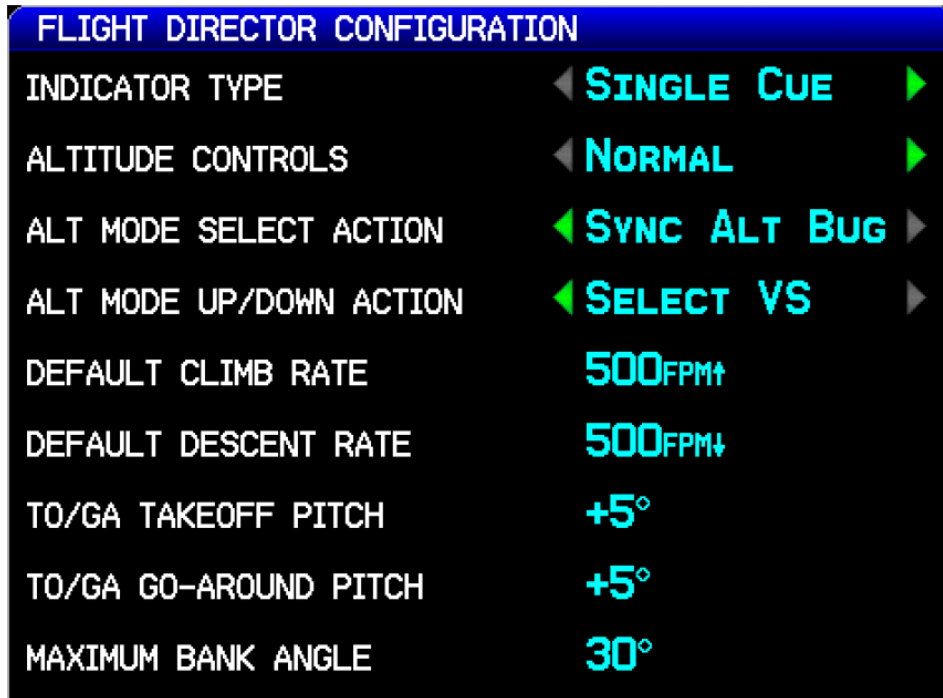 FLIGHT DIRECTOR CONFIGURATION
INDICATOR TYPE SINGLE CUE
ALTITUDE CONTROLS NORMAL
ALT MODE SELECT ACTION SYNC ALT BUG
ALT MODE UP/DOWN ACTION SELECT VS
DEFAULT CLIMB RATE 500FPM↑
DEFAULT DESCENT RATE 500FPM↓
TO/GA TAKEOFF PITCH +5°
TO/GA GO-AROUND PITCH +5°
MAXIMUM BANK ANGLE 30°